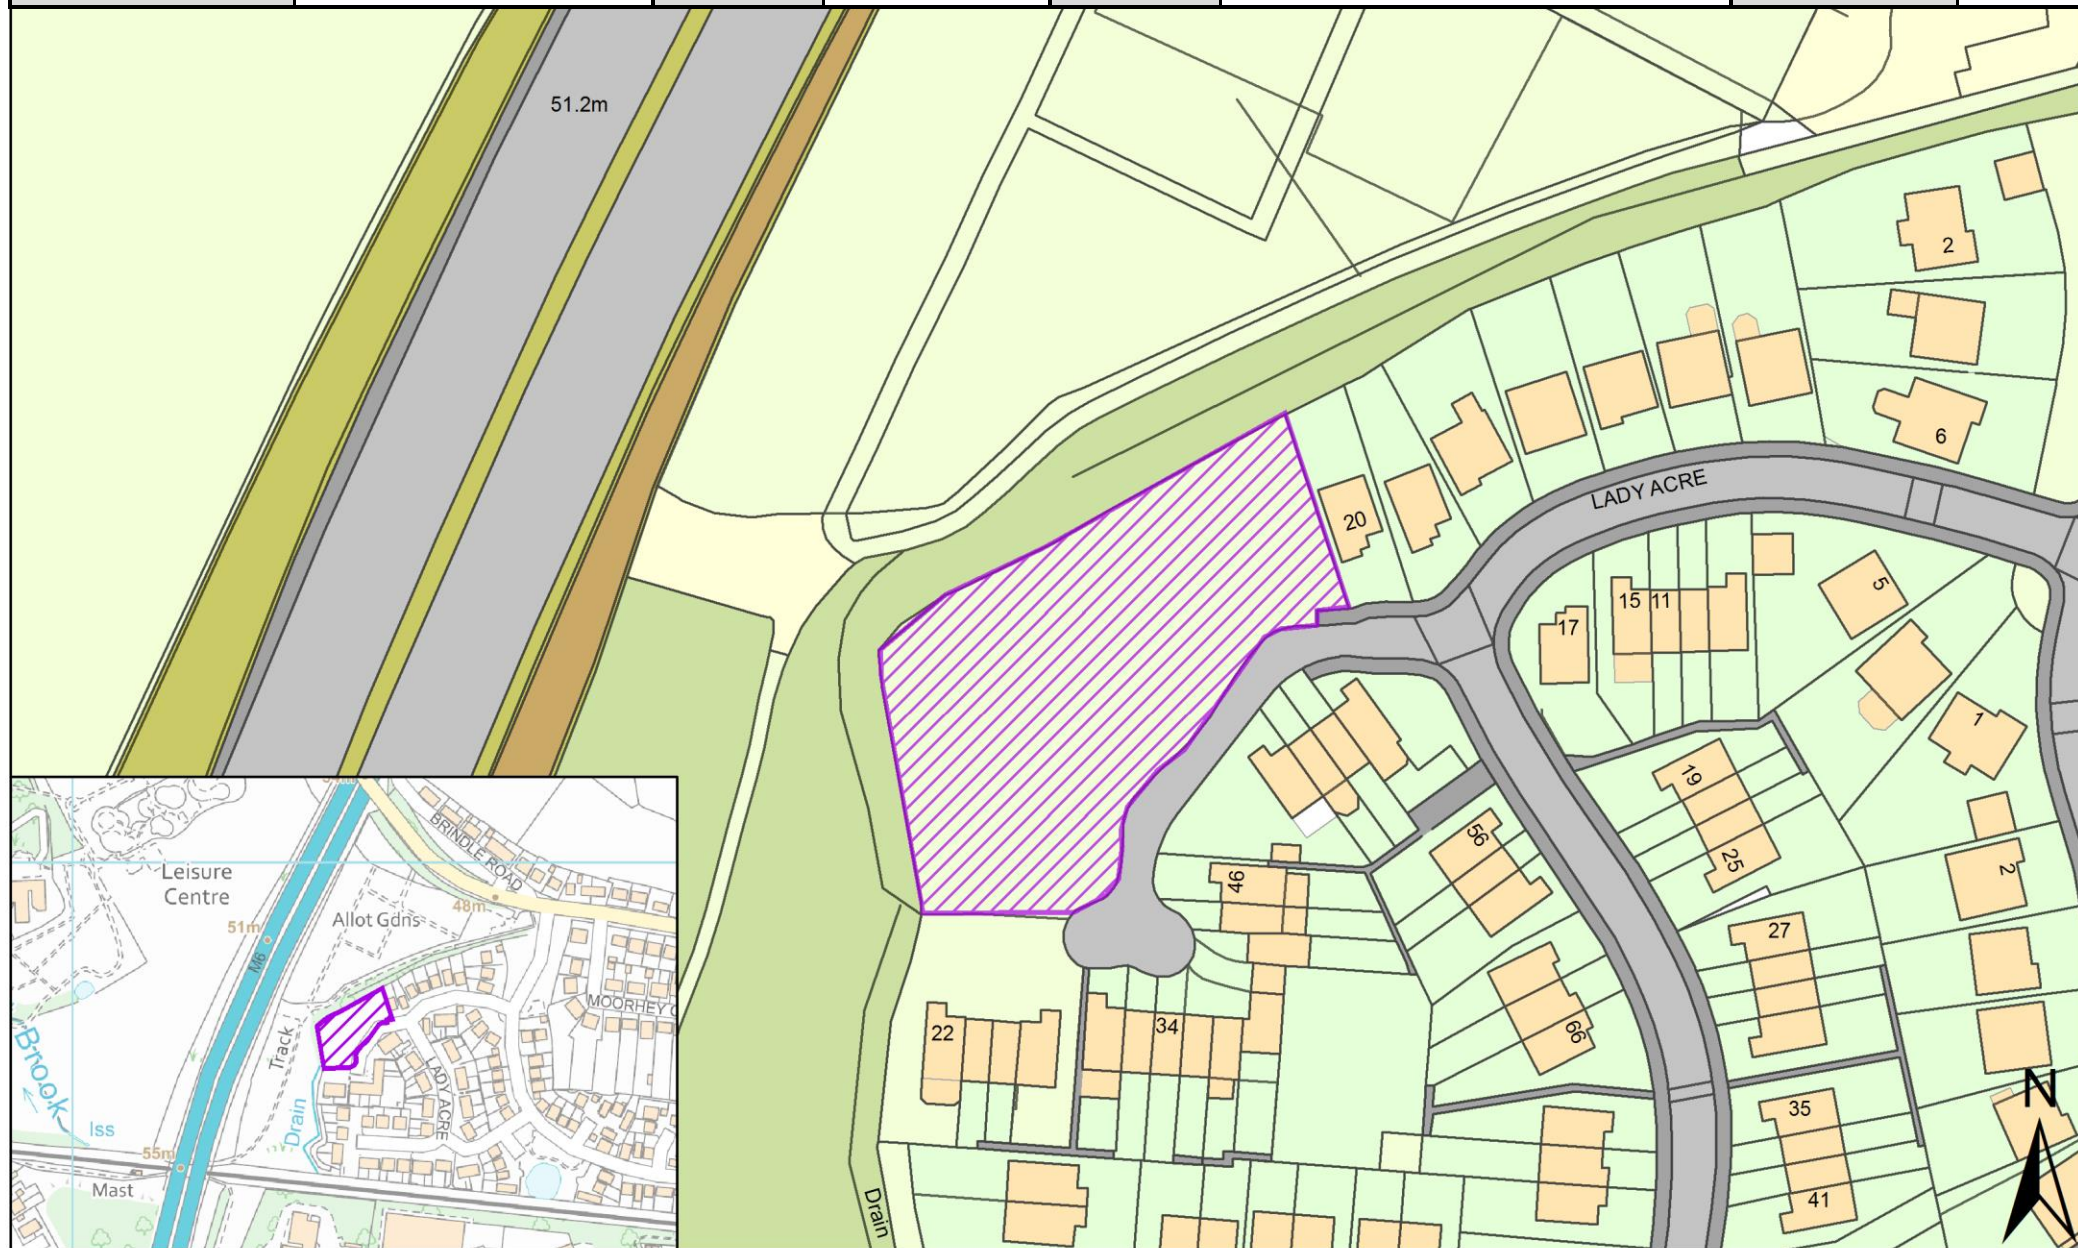 51.2m
2
6
LADY ACRE
20
5
15
11
17
1
19
56
25
2
46
27
22
34
66
35
41
Drain
N
54m
BRINDLE ROAD
Leisure
Centre
48m
Allot Gdns
51m
M6
MOORHEY C
Track
Brook
LADY ACRE
Drain
Iss
55m
Mast